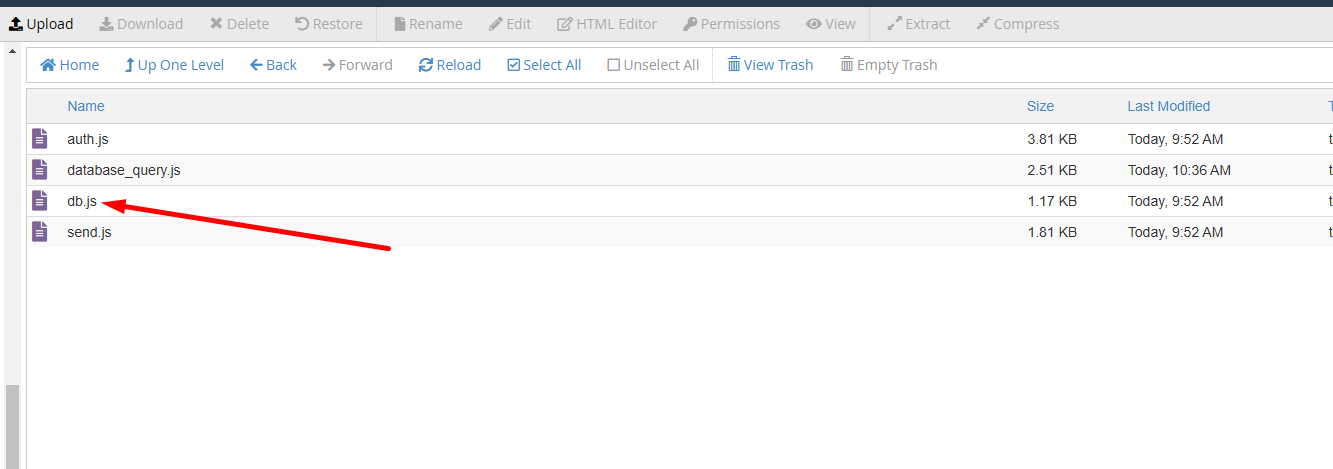 Upload Download Delete Restore Rename Edit HTML Editor Permissions View Extract Compress
Home Up One Level Back Forward Reload Select All Unselect All View Trash Empty Trash
Name Size Last Modified
auth.js 3.81 KB Today, 9:52 AM
database_query.js 2.51 KB Today, 10:36 AM
db.js 1.17 KB Today, 9:52 AM
send.js 1.81 KB Today, 9:52 AM